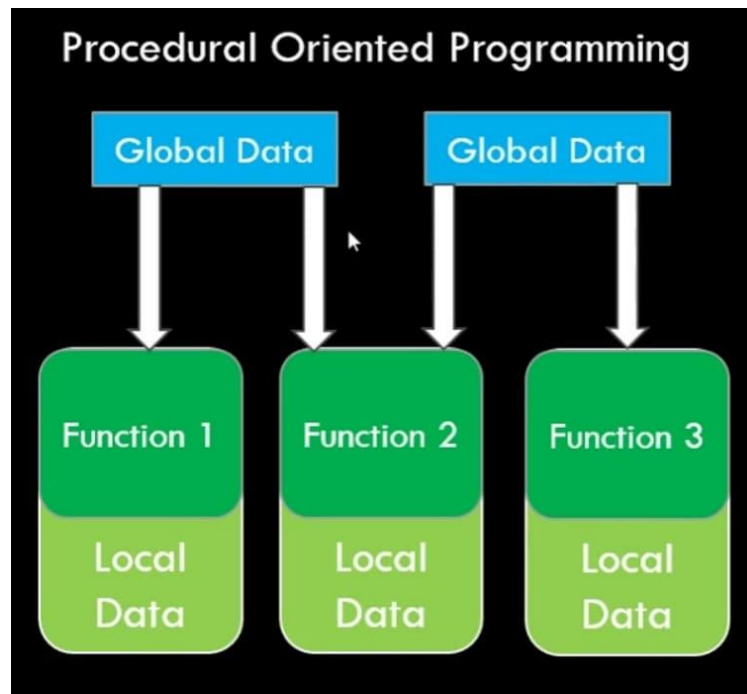 Procedural Oriented Programming
Global Data
Global Data
Function 1
Function 2
Function 3
Local
Data
Local
Data
Local
Data